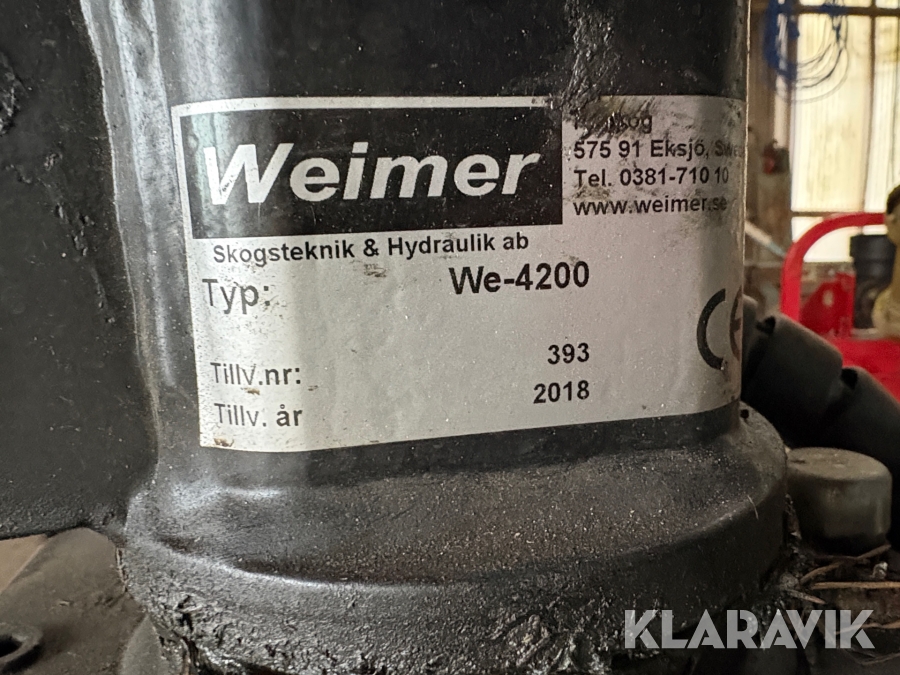 Weimer
575 91 Eksjö,
Tel. 0381-710 10
www.weimer.se
Skogsteknik & Hydraulik ab
Typ: We-4200
Tillv.nr: 393
Tillv. år 2018
CE
KLARAVIK